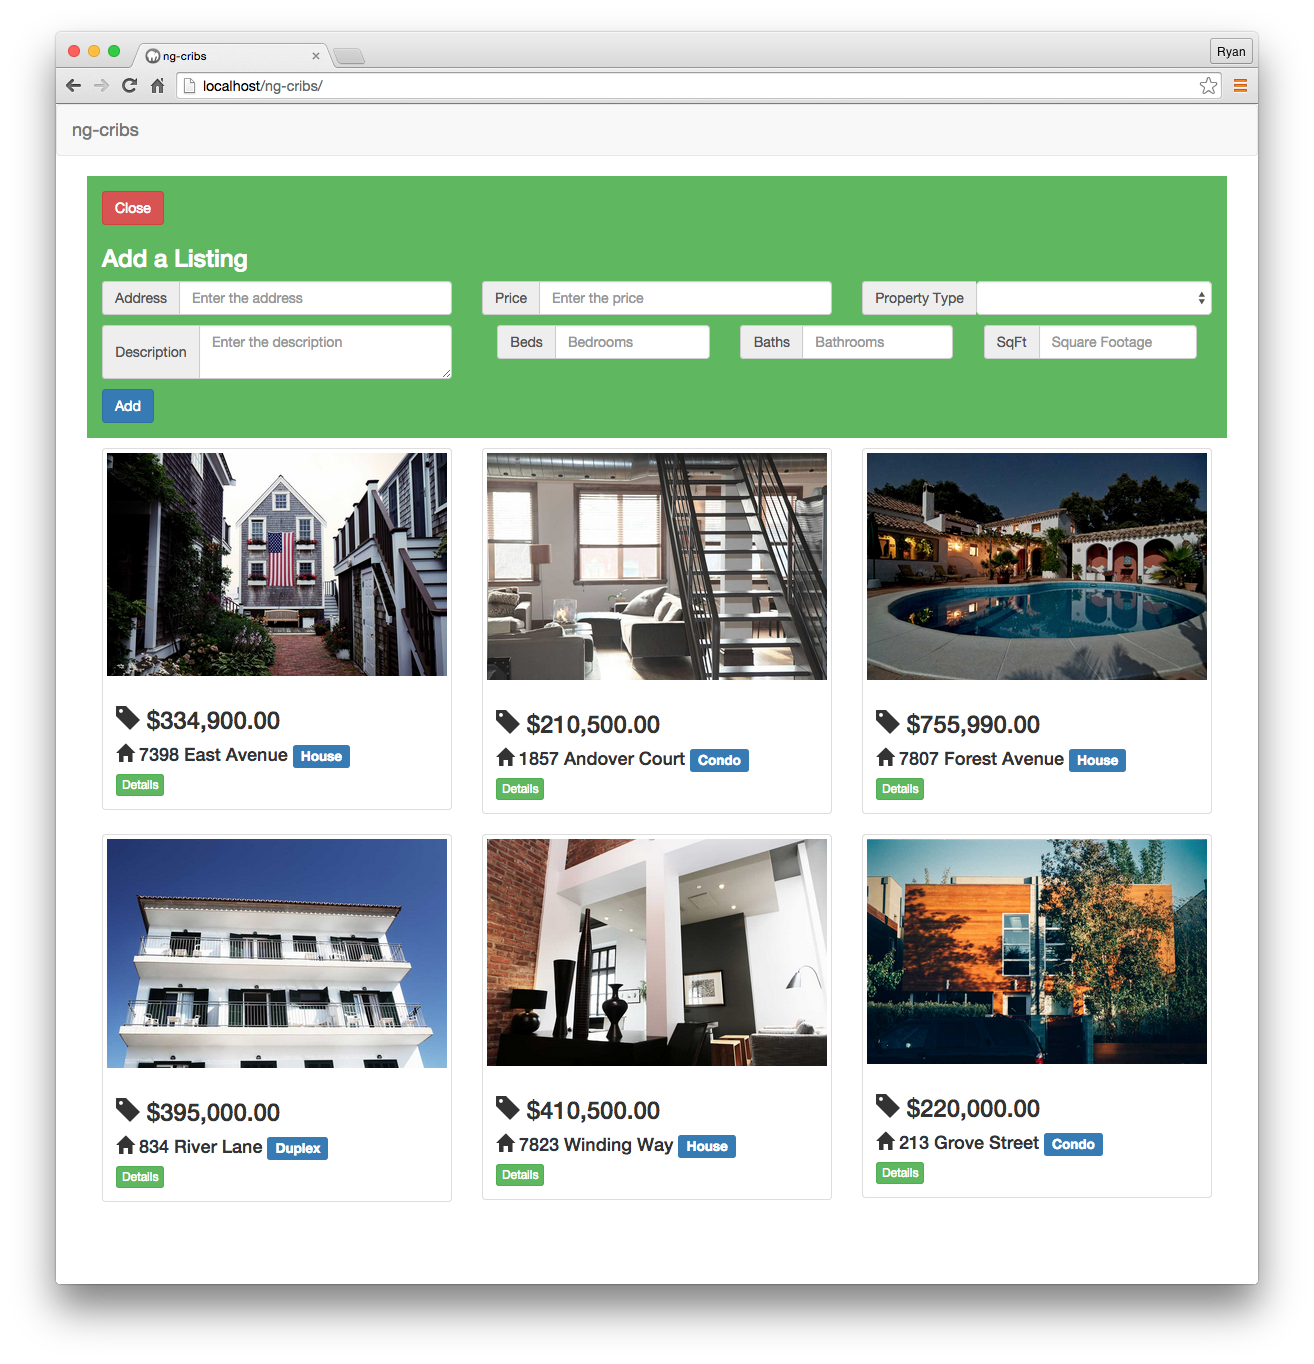 ng-cribs
Ryan
localhost/ng-cribs/
ng-cribs
Close
Add a Listing
Address Enter the address Price Enter the price Property Type
Description Enter the description Beds Bedrooms Baths Bathrooms SqFt Square Footage
Add
$334,900.00
7398 East Avenue House
Details
$210,500.00
1857 Andover Court Condo
Details
$755,990.00
7807 Forest Avenue House
Details
$395,000.00
834 River Lane Duplex
Details
$410,500.00
7823 Winding Way House
Details
$220,000.00
213 Grove Street Condo
Details